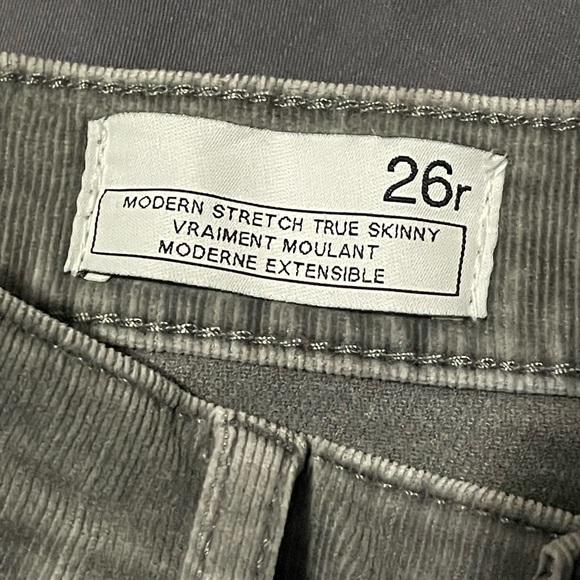 26r
MODERN STRETCH TRUE SKINNY
VRAIMENT MOULANT
MODERNE EXTENSIBLE